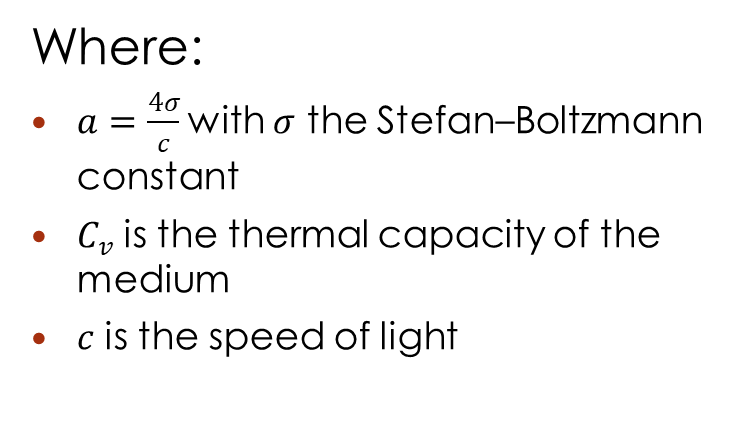 Where:
• a = 4σ/c with σ the Stefan–Boltzmann
constant
• Cᵥ is the thermal capacity of the
medium
• c is the speed of light